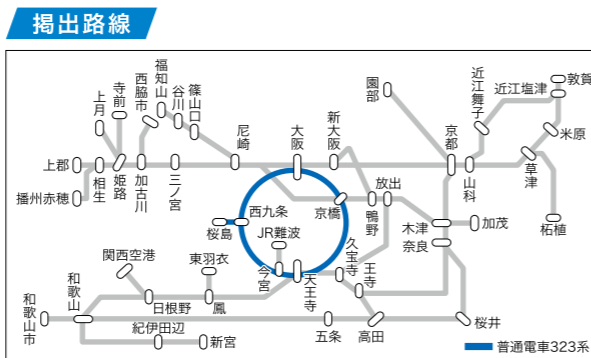 掲出路線
福知山
谷川
篠山口
寺前
西脇市
上月
尼崎
大阪
新大阪
園部
京都
近江舞子
近江塩津
敦賀
米原
草津
山科
柘植
上郡
播州赤穂
相生
姫路
加古川
三ノ宮
京橋
鴫野
放出
木津
加茂
奈良
西九条
桜島
JR難波
今宮
天王寺
久宝寺
王寺
関西空港
東羽衣
和歌山
日根野
鳳
和歌山市
紀伊田辺
新宮
五条
高田
桜井
普通電車323系